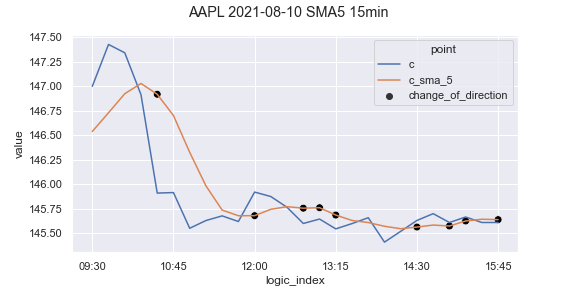 AAPL 2021-08-10 SMA5 15min
147.50
147.25
147.00
146.75
146.50
146.25
146.00
145.75
145.50
value
point
c
c_sma_5
change_of_direction
09:30 10:45 12:00 13:15 14:30 15:45
logic_index